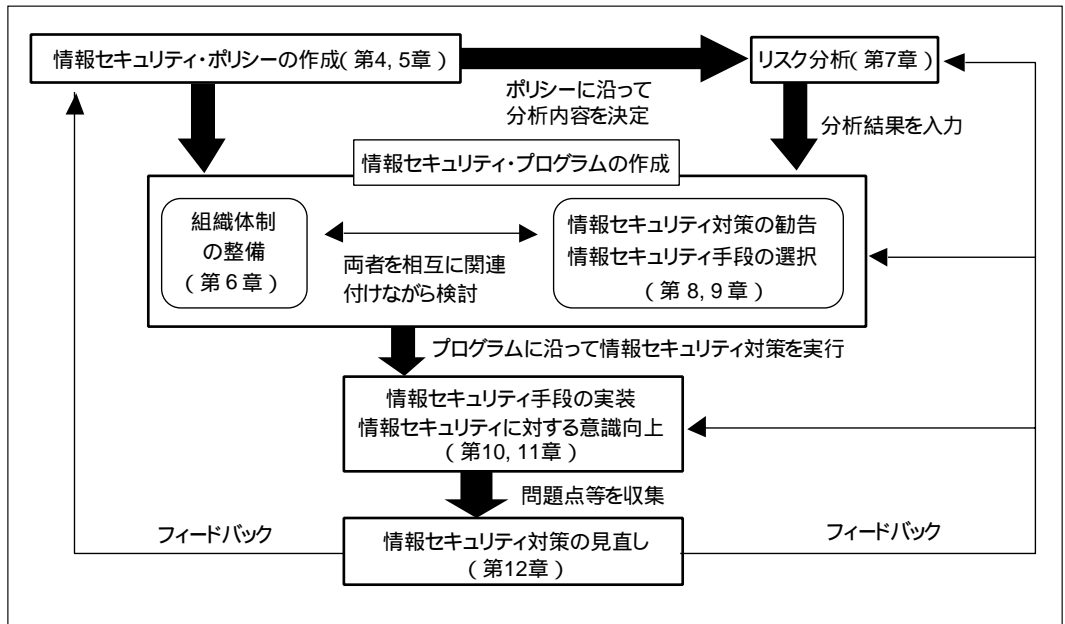 情報セキュリティ・ポリシーの作成(第4, 5章)
リスク分析(第7章)
ポリシーに沿って
分析内容を決定
分析結果を入力
情報セキュリティ・プログラムの作成
組織体制
の整備
(第6章)
両者を相互に関連
付けながら検討
情報セキュリティ対策の勧告
情報セキュリティ手段の選択
(第 8, 9 章)
プログラムに沿って情報セキュリティ対策を実行
情報セキュリティ手段の実装
情報セキュリティに対する意識向上
(第10, 11章)
問題点等を収集
フィードバック
情報セキュリティ対策の見直し
(第12章)
フィードバック